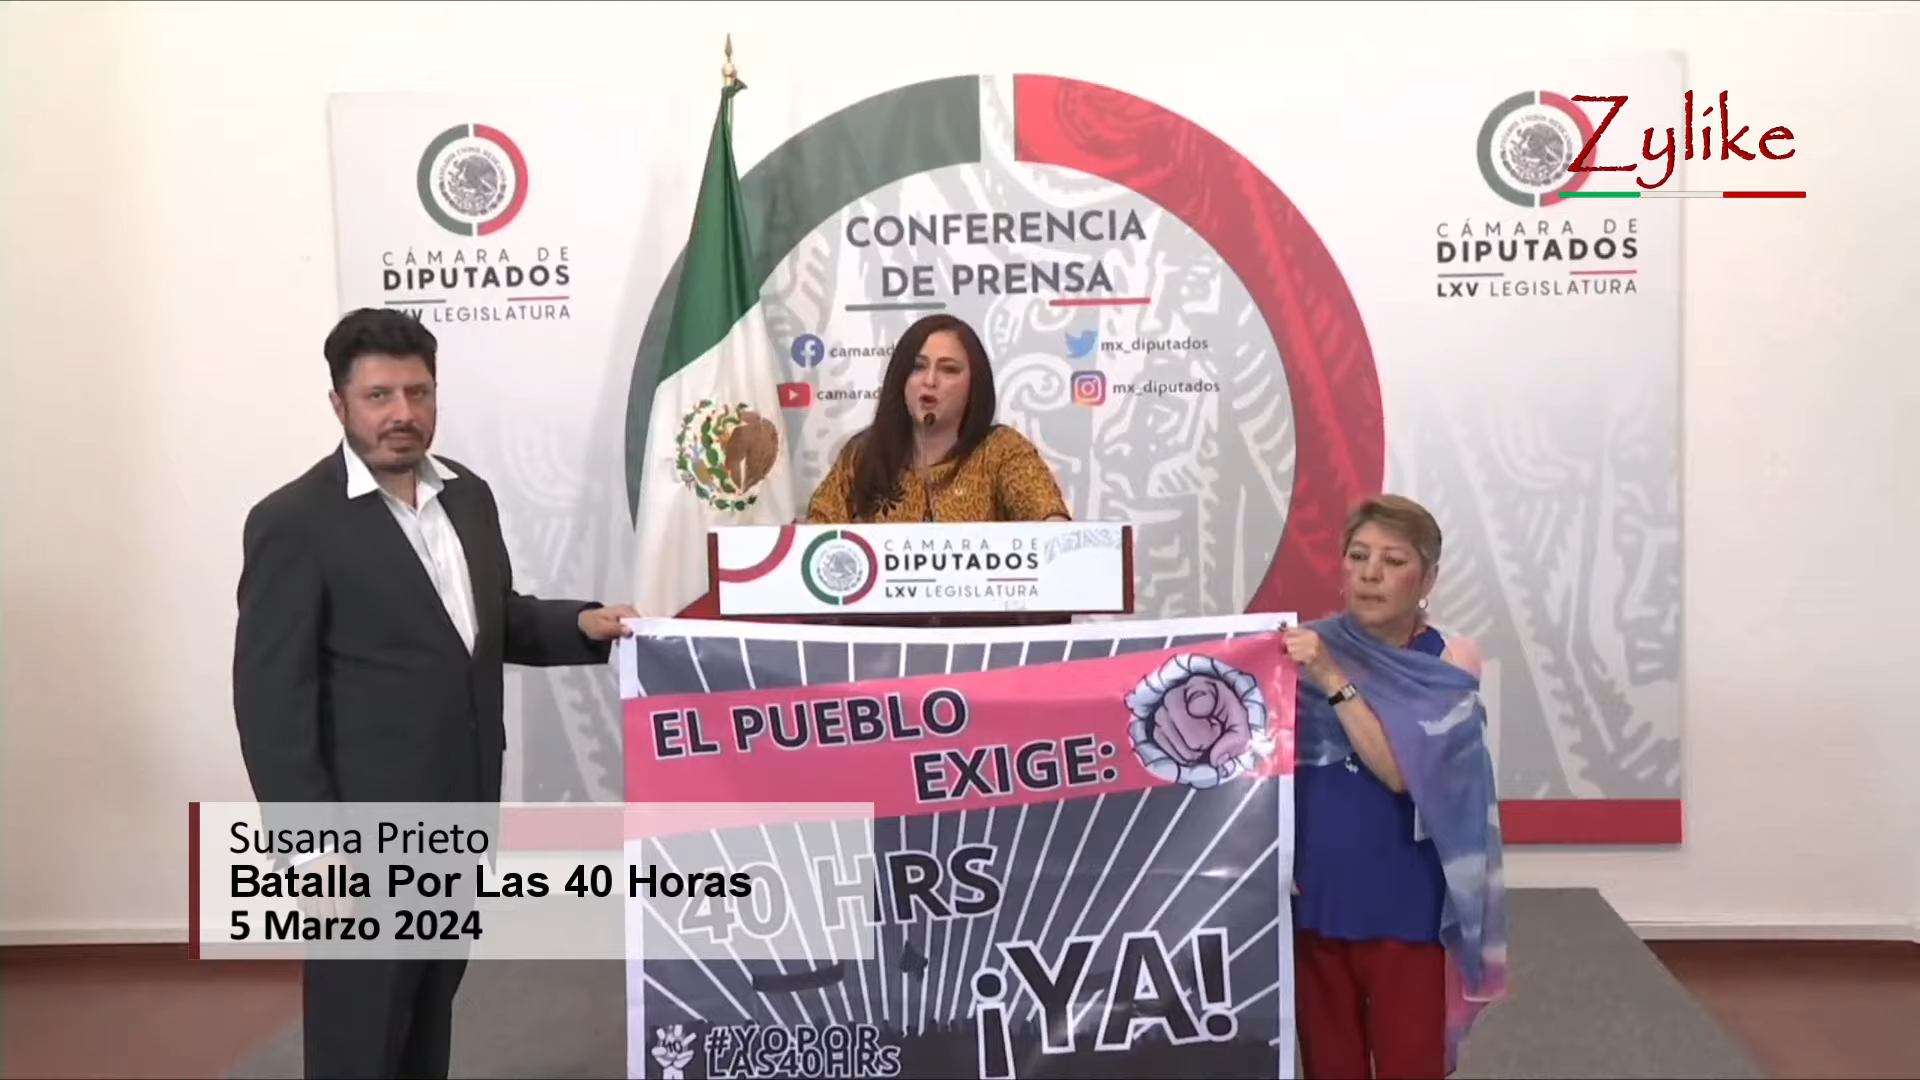 Zylike
CÁMARA DE
DIPUTADOS
LXV LEGISLATURA
CONFERENCIA
DE PRENSA
camarad
mx_diputados
camarad
mx_diputados
CÁMARA DE
DIPUTADOS
LXV LEGISLATURA
CÁMARA DE
DIPUTADOS
LXV LEGISLATURA
EL PUEBLO
EXIGE:
40 HRS
¡YA!
#YOPOR
LAS40HRS
Susana Prieto
Batalla Por Las 40 Horas
5 Marzo 2024